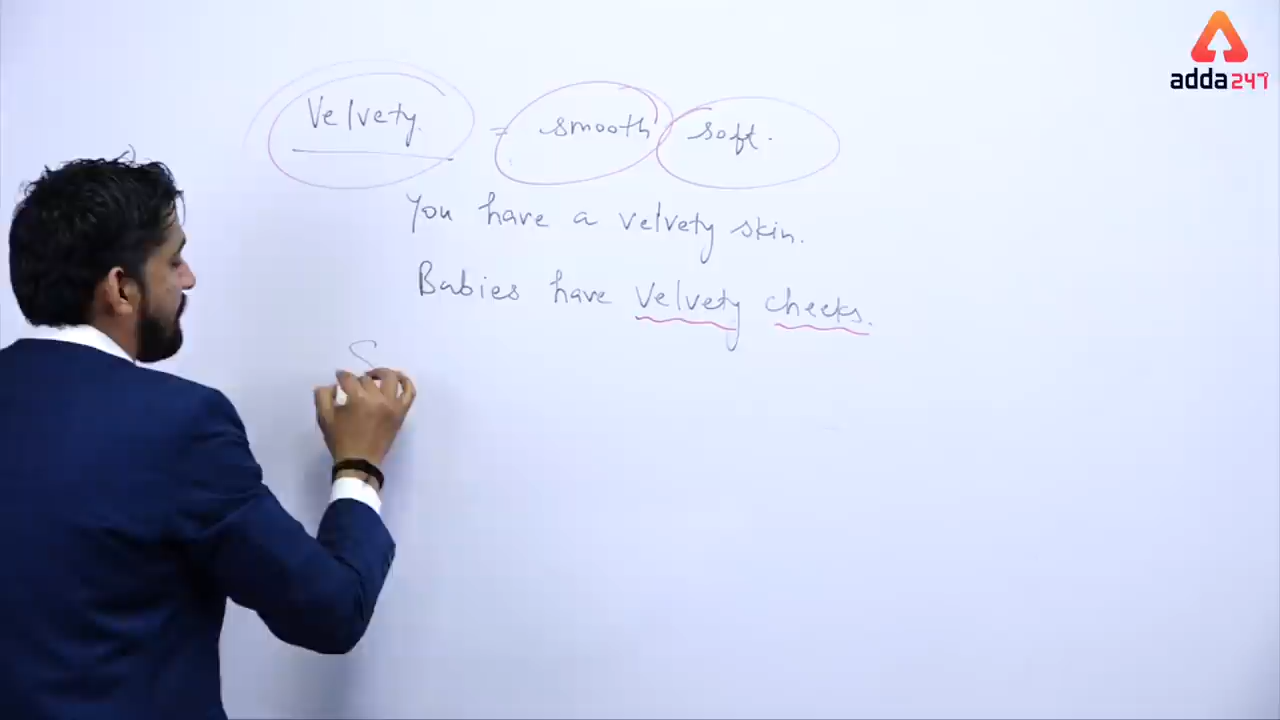 adda247
Velvety. = smooth soft.
You have a velvety skin.
Babies have velvety cheeks.
S